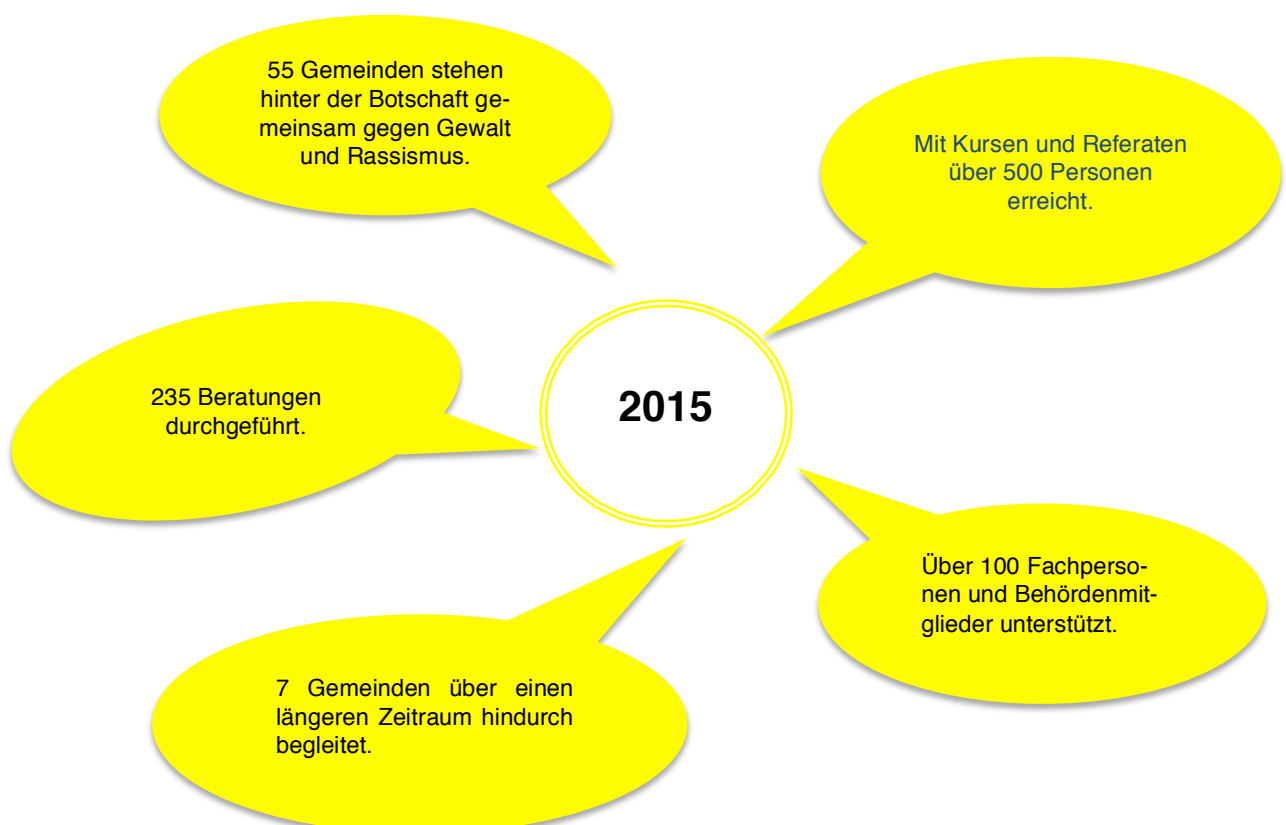 55 Gemeinden stehen
hinter der Botschaft ge-
meinsam gegen Gewalt
und Rassismus.
Mit Kursen und Referaten
über 500 Personen
erreicht.
235 Beratungen
durchgeführt.
2015
Über 100 Fachperso-
nen und Behördenmit-
glieder unterstützt.
7 Gemeinden über einen
längeren Zeitraum hindurch
begleitet.